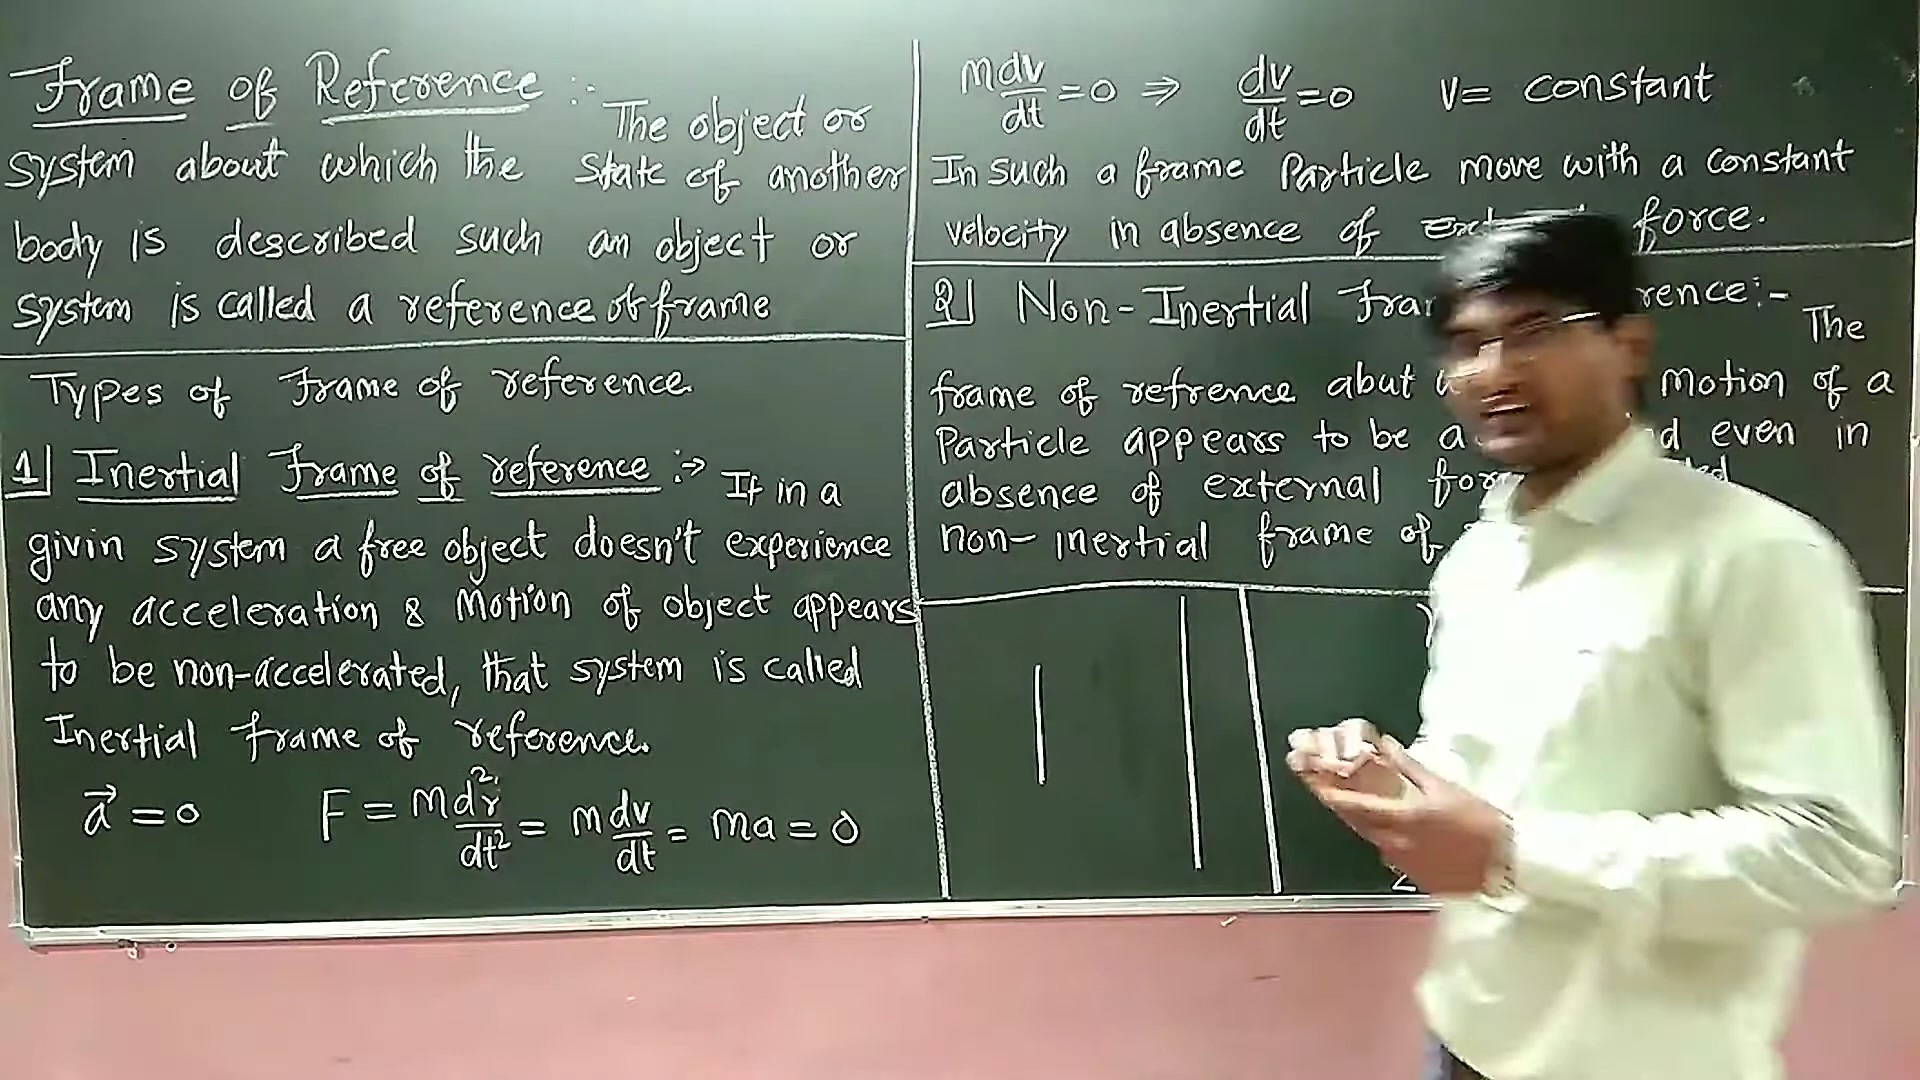 Frame of Reference :-
The object or
system about which the state of another
body is described such an object or
system is called a reference of frame
Types of Frame of reference.
1] Inertial Frame of reference :→
If in a
givin system a free object doesn't experience
any acceleration & Motion of object appears
to be non-accelerated, that system is called
Inertial frame of reference.
a⃗ = 0 F = md²r/dt² = mdv/dt = ma = 0
mdv/dt = 0 ⇒ dv/dt = 0 v = constant
In such a frame Particle move with a constant
velocity in absence of force.
2] Non-Inertial rence:-
The
frame of refrence abut Motion of a
Particle appears to be even in
absence of external
non-inertial frame of